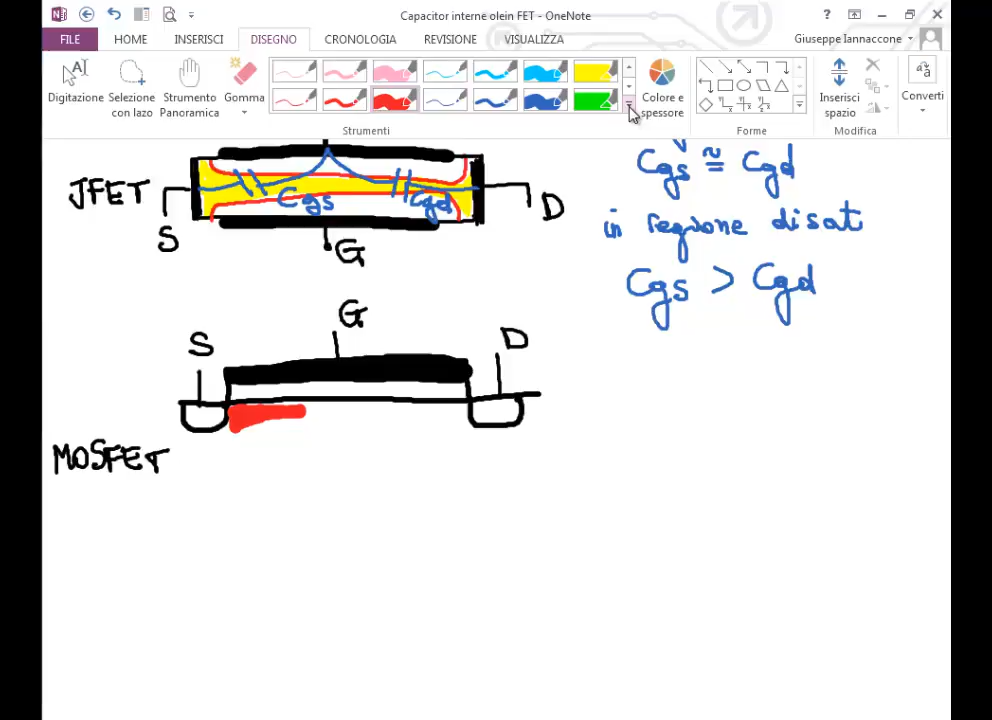 Capacitor interne olein FET - OneNote
?
FILE
HOME
INSERISCI
DISEGNO
CRONOLOGIA
REVISIONE
VISUALIZZA
Giuseppe Iannaccone
Digitazione
Selezione
con lazo
Strumento
Panoramica
Gomma
Colore e
spessore
Inserisci
spazio
Converti
Strumenti
Forme
Modifica
Cgs ≅ Cgd
JFET
Cgs
Cgd
S
D
G
in regione di sati
Cgs > Cgd
G
S
D
MOSFET